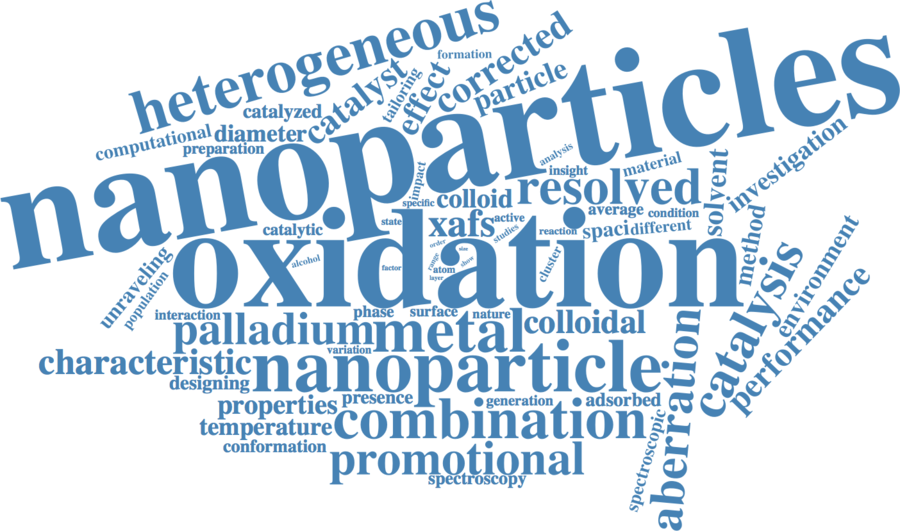 heterogeneous
formation
corrected
catalyst
tailoring
effect
particle
catalyzed
computational
diameter
preparation
nanoparticles
analysis
insight
material
solvent
investigation
impact
specific
colloid
resolved
average
condition
state
xafs
active
studies
reaction
spaci
different
catalytic
oxidation
order
size
range
show
atom
layer
factor
alcohol
cluster
method
unraveling
population
catalysis
environment
performance
interaction
phase
surface
nature
palladium
metal
colloidal
characteristic
variation
nanoparticle
aberration
designing
properties
presence
generation
adsorbed
temperature
combination
conformation
spectroscopic
promotional
spectroscopy